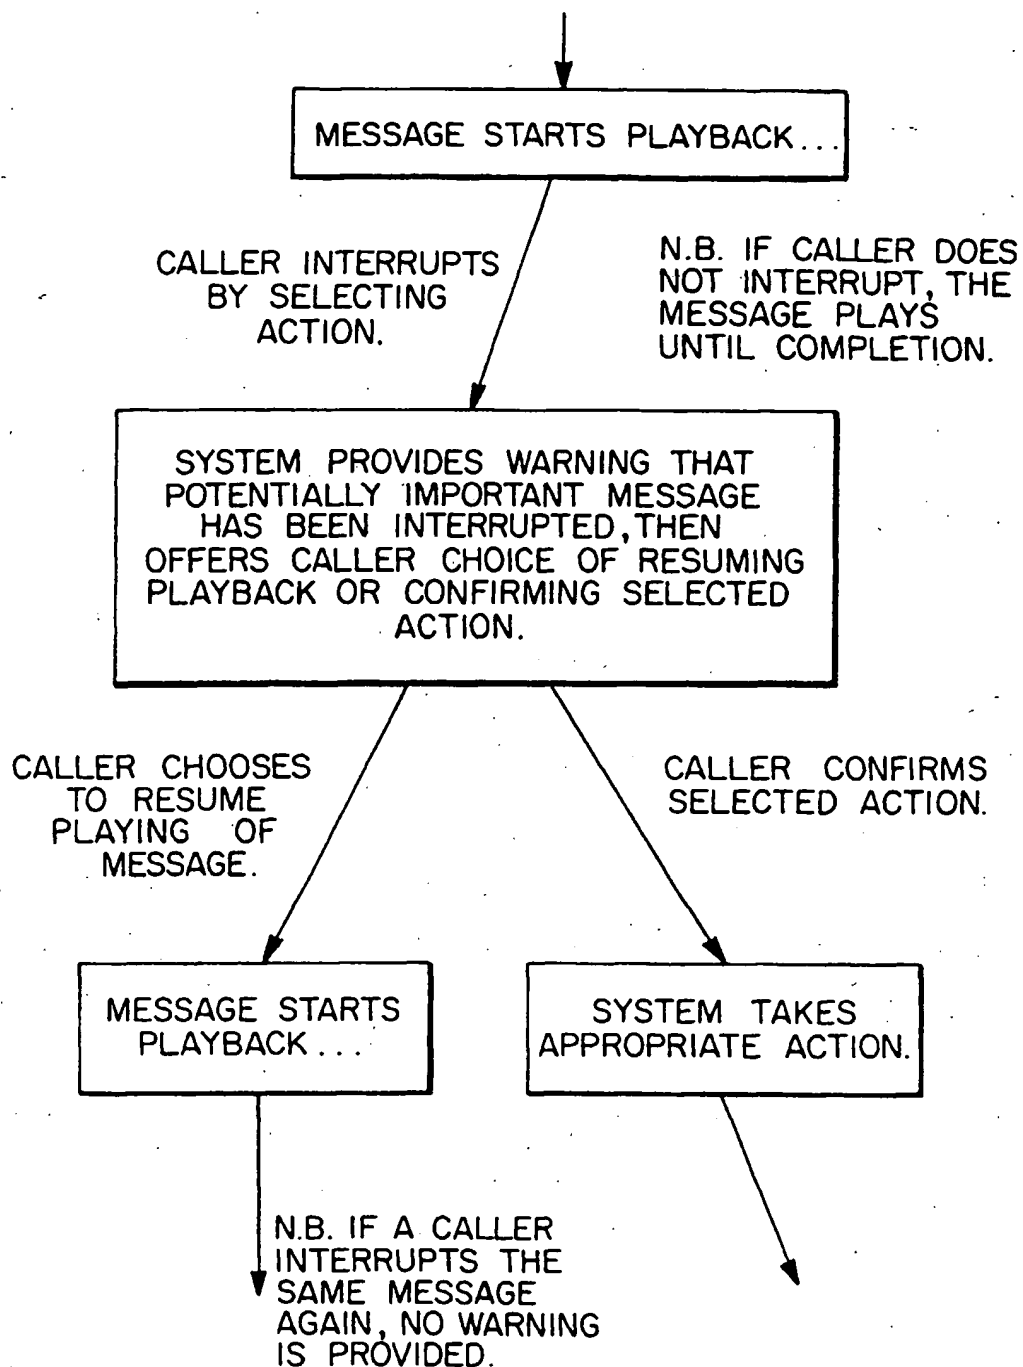 MESSAGE STARTS PLAYBACK...
CALLER INTERRUPTS
BY SELECTING
ACTION.
N.B. IF CALLER DOES
NOT INTERRUPT, THE
MESSAGE PLAYS
UNTIL COMPLETION.
SYSTEM PROVIDES WARNING THAT
POTENTIALLY IMPORTANT MESSAGE
HAS BEEN INTERRUPTED, THEN
OFFERS CALLER CHOICE OF RESUMING
PLAYBACK OR CONFIRMING SELECTED
ACTION.
CALLER CHOOSES
TO RESUME
PLAYING OF
MESSAGE.
CALLER CONFIRMS
SELECTED ACTION.
MESSAGE STARTS
PLAYBACK...
SYSTEM TAKES
APPROPRIATE ACTION.
N.B. IF A CALLER
INTERRUPTS THE
SAME MESSAGE
AGAIN, NO WARNING
IS PROVIDED.